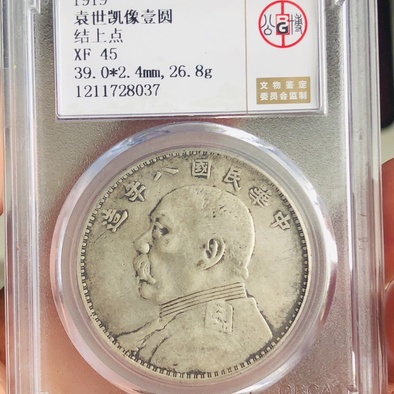 1919
袁世凯像壹圆
结上点
XF 45
39.0*2.4mm,26.8g
1211728037
公 G 博
文物鉴定
委员会监制
中華民國八年造